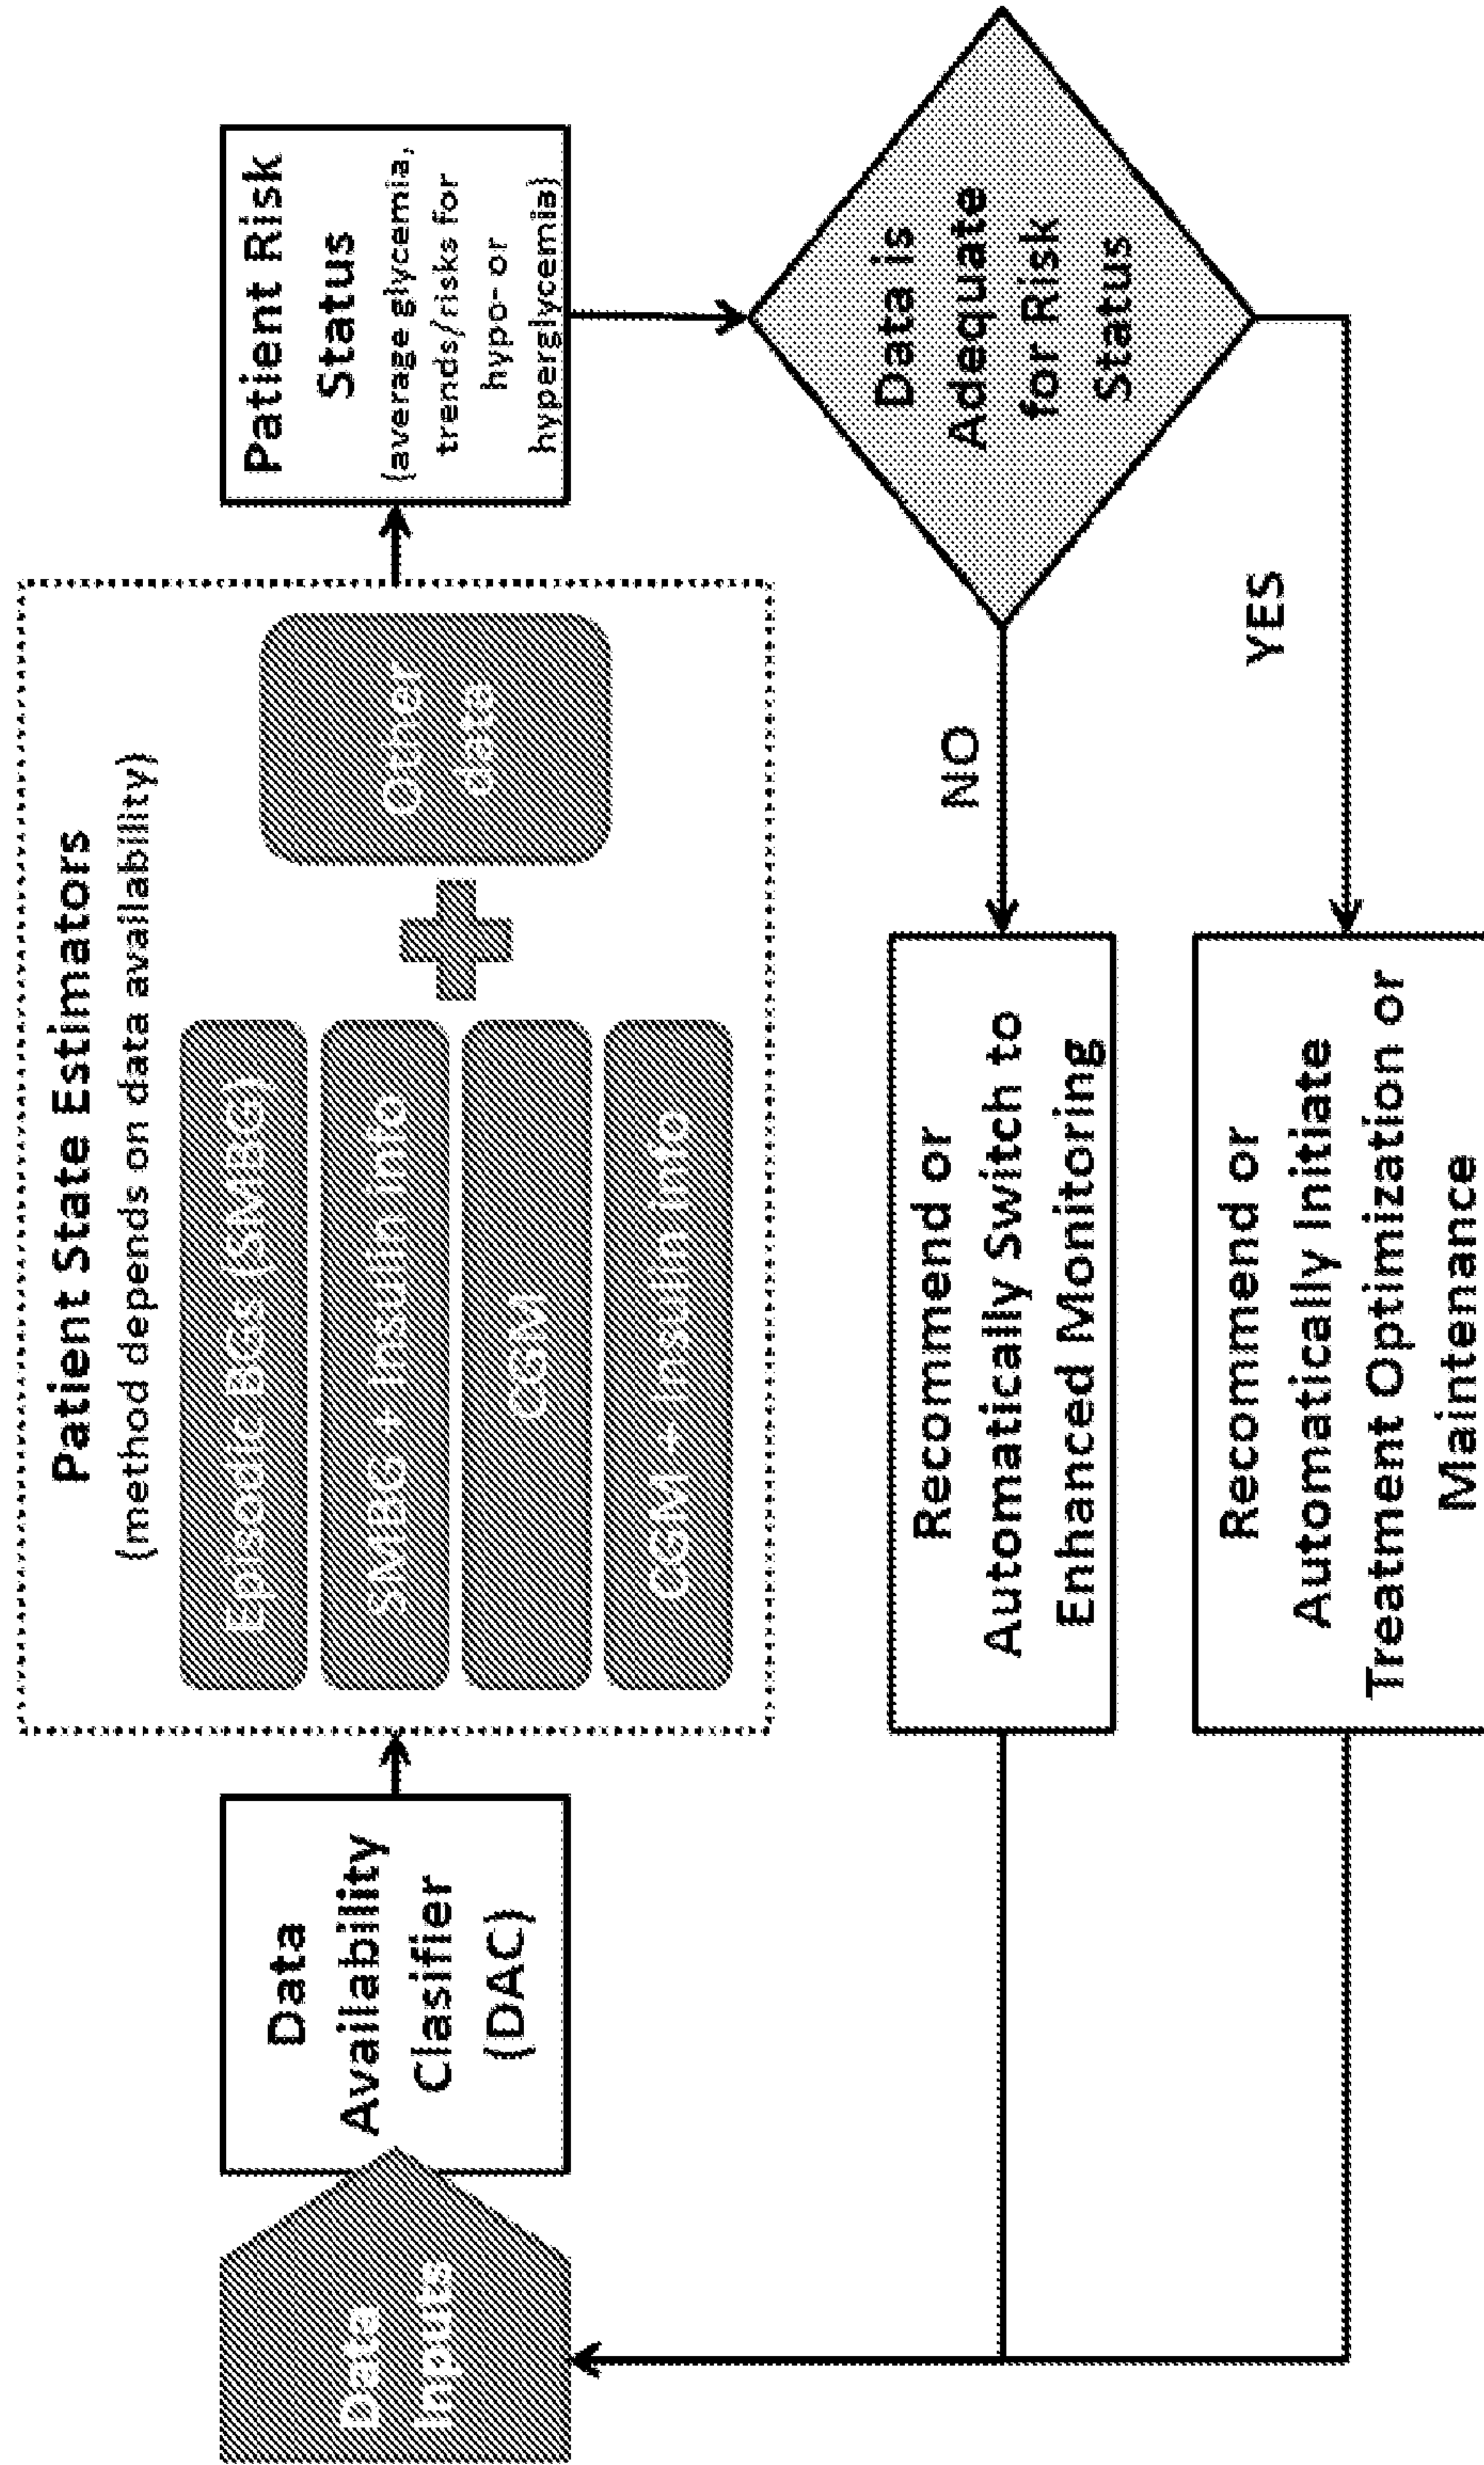 Data
Inputs
Data
Availability
Clasifier
(DAC)
Patient State Estimators
(method depends on data availability)
Episodic BGs (SMBG)
SMBG + Insulin info
CGM
CGM + Insulin info
Other
data
Patient Risk
Status
(average glycemia,
trends/risks for
hypo- or
hyperglycemia)
Data is
Adequate
for Risk
Status
NO
YES
Recommend or
Automatically Switch to
Enhanced Monitoring
Recommend or
Automatically Initiate
Treatment Optimization or
Maintenance